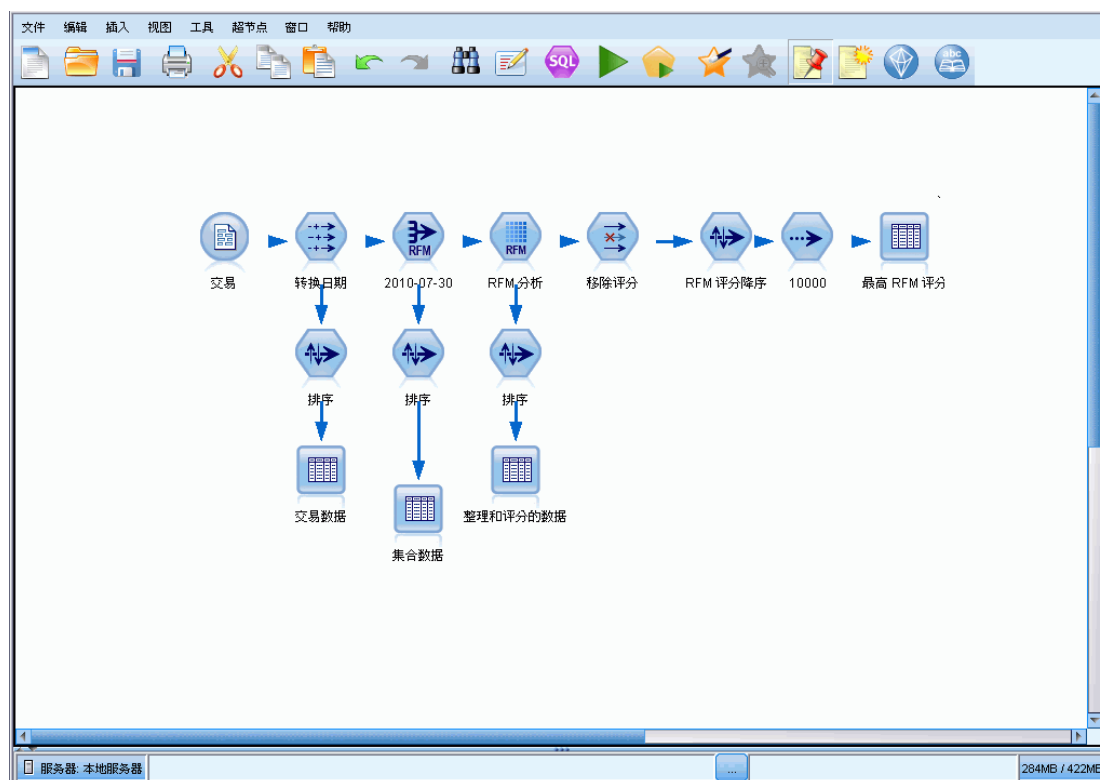 文件 编辑 插入 视图 工具 超节点 窗口 帮助
SQL
abc
RFM
RFM
交易 转换日期 2010-07-30 RFM 分析 移除评分 RFM 评分降序 10000 最高 RFM 评分
排序 排序 排序
交易数据 整理和评分的数据
集合数据
服务器: 本地服务器 ... 284MB / 422MB